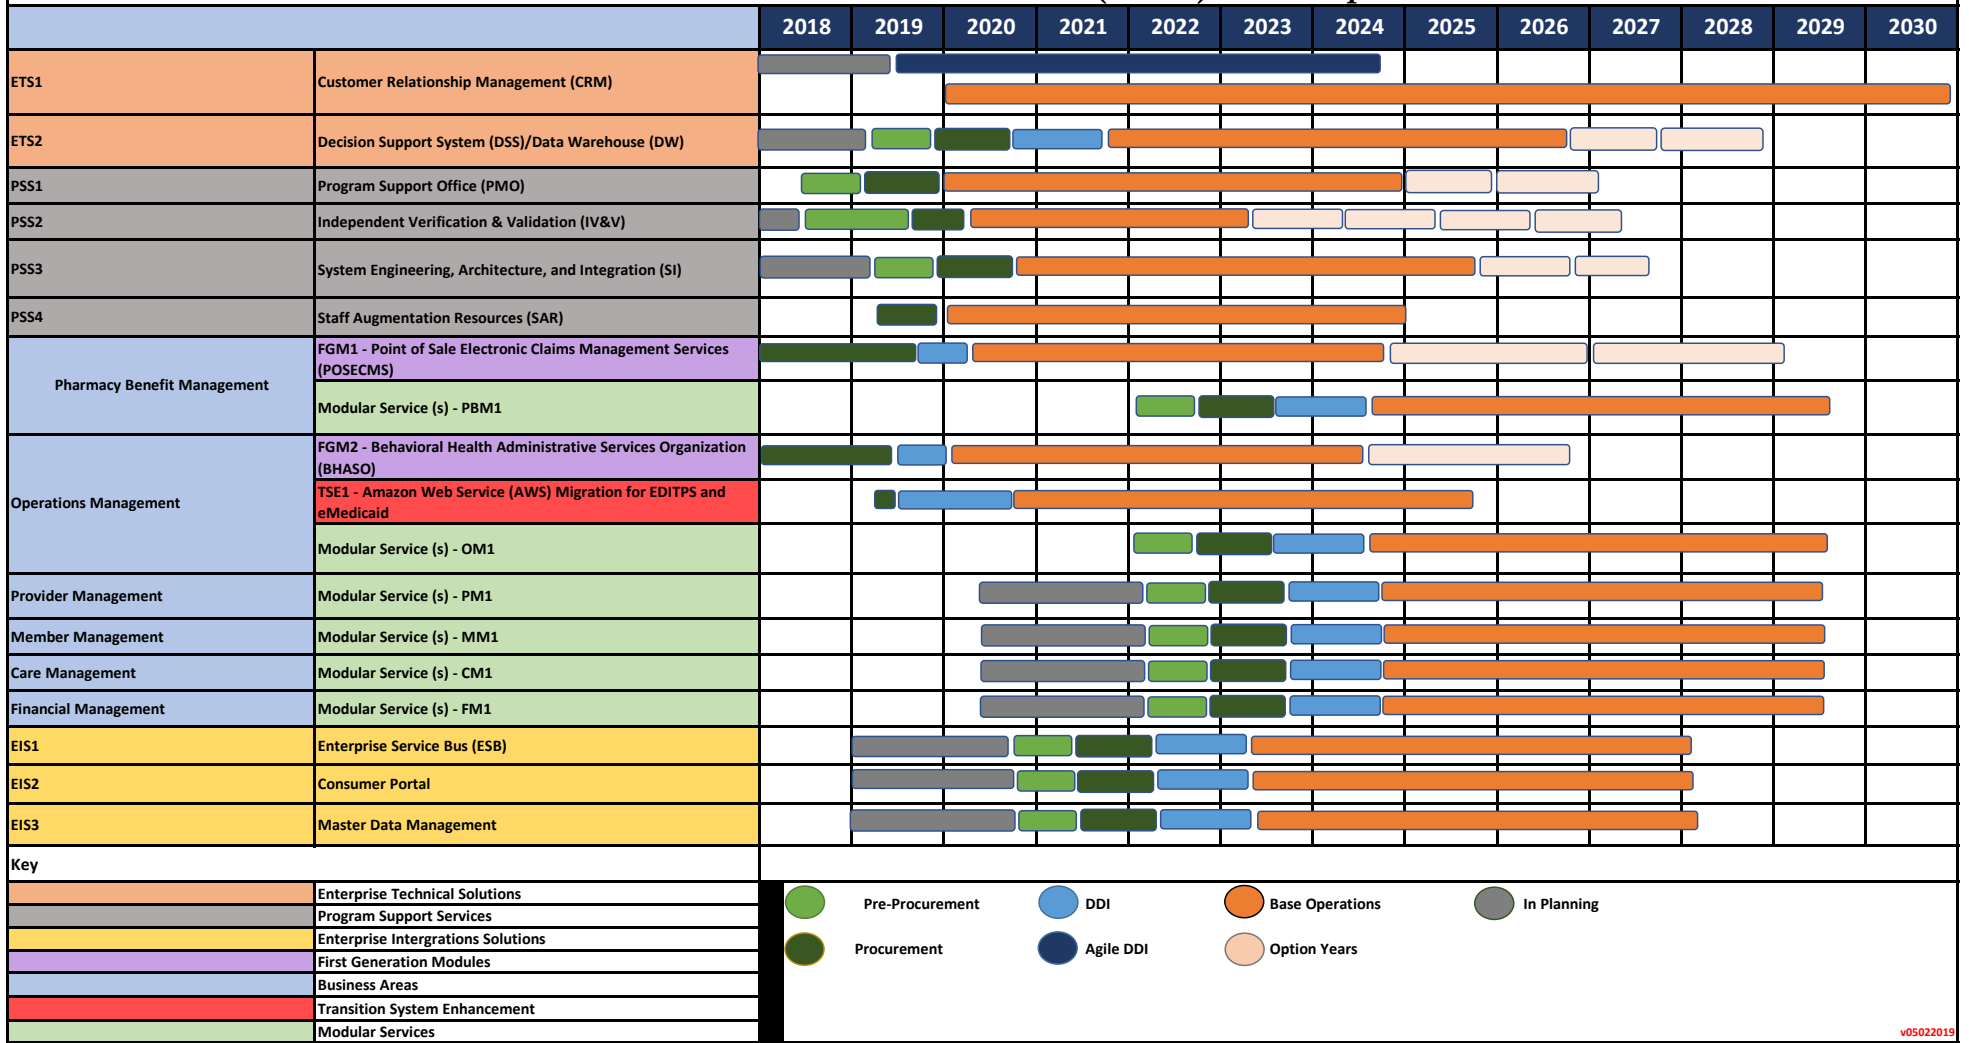 2018 2019 2020 2021 2022 2023 2024 2025 2026 2027 2028 2029 2030
ETS1 Customer Relationship Management (CRM)
ETS2 Decision Support System (DSS)/Data Warehouse (DW)
PSS1 Program Support Office (PMO)
PSS2 Independent Verification & Validation (IV&V)
PSS3 System Engineering, Architecture, and Integration (SI)
PSS4 Staff Augmentation Resources (SAR)
Pharmacy Benefit Management
FGM1 - Point of Sale Electronic Claims Management Services
(POSECMS)
Modular Service (s) - PBM1
Operations Management
FGM2 - Behavioral Health Administrative Services Organization
(BHASO)
TSE1 - Amazon Web Service (AWS) Migration for EDITPS and
eMedicaid
Modular Service (s) - OM1
Provider Management Modular Service (s) - PM1
Member Management Modular Service (s) - MM1
Care Management Modular Service (s) - CM1
Financial Management Modular Service (s) - FM1
EIS1 Enterprise Service Bus (ESB)
EIS2 Consumer Portal
EIS3 Master Data Management
Key
Enterprise Technical Solutions
Program Support Services
Enterprise Intergrations Solutions
First Generation Modules
Business Areas
Transition System Enhancement
Modular Services
Pre-Procurement DDI Base Operations In Planning
Procurement Agile DDI Option Years
v05022019